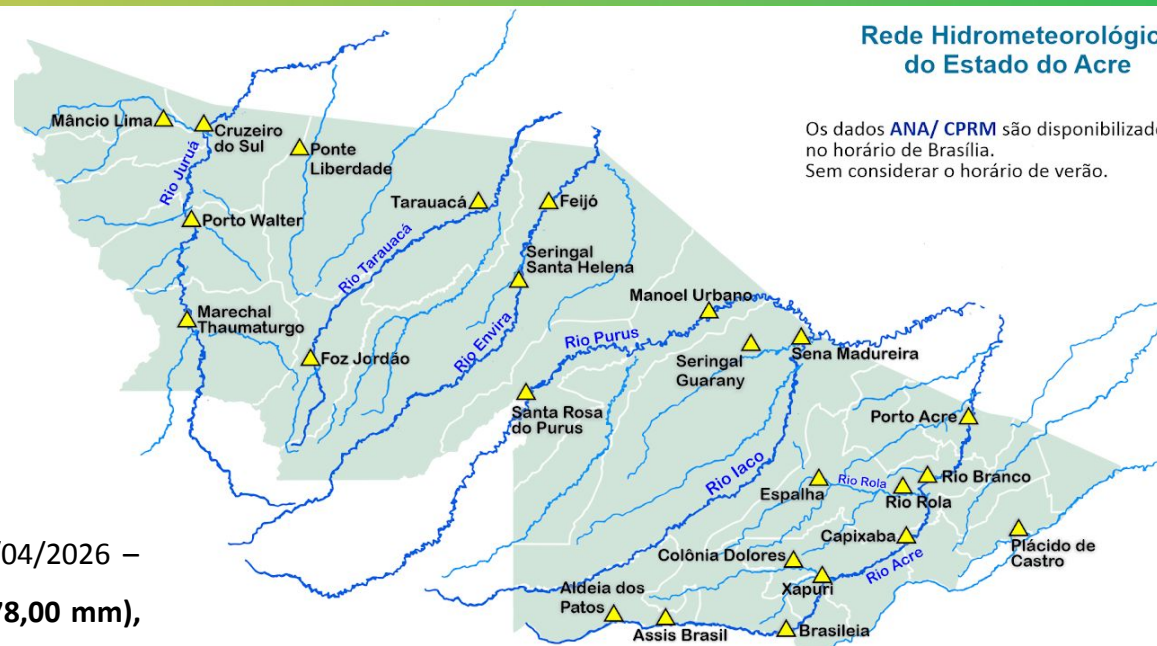 Rede Hidrometeorológic
do Estado do Acre
Os dados ANA/ CPRM são disponibilizad
no horário de Brasília.
Sem considerar o horário de verão.
Mâncio Lima
Cruzeiro
do Sul
Ponte
Liberdade
Rio Juruá
Porto Walter
Tarauacá
Feijó
Rio Tarauacá
Seringal
Santa Helena
Marechal
Thaumaturgo
Foz Jordão
Rio Envira
Manoel Urbano
Rio Purus
Seringal
Guarany
Sena Madureira
Santa Rosa
do Purus
Porto Acre
Rio Iaco
Espalha
Rio Rola
Rio Rola
Rio Branco
Capixaba
Plácido de
Castro
Colônia Dolores
Rio Acre
Xapuri
Aldeia dos
Patos
Assis Brasil
Brasileia
/04/2026 –
78,00 mm),